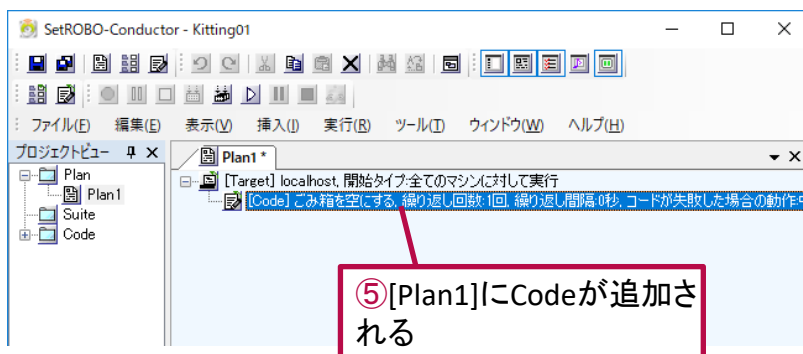 SetROBO-Conductor - Kitting01
ファイル(F) 編集(E) 表示(V) 挿入(I) 実行(R) ツール(T) ウィンドウ(W) ヘルプ(H)
プロジェクトビュー
Plan1 *
Plan
Plan1
Suite
Code
[Target] localhost, 開始タイプ:全てのマシンに対して実行
[Code] ごみ箱を空にする, 繰り返し回数:1回, 繰り返し間隔:0秒, コードが失敗した場合の動作:
⑤[Plan1]にCodeが追加さ
れる